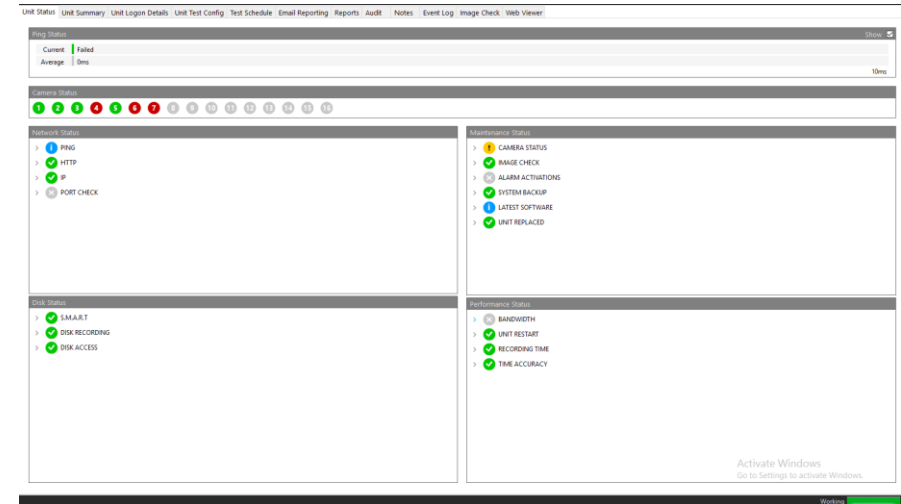 Unit Status Unit Summary Unit Logon Details Unit Test Config Test Schedule Email Reporting Reports Audit Notes Event Log Image Check Web Viewer
Ping Status Show
Current Failed
Average 0ms
10ms
Camera Status
1 2 3 4 5 6 7 8 9 10 11 12 13 14 15 16
Network Status
PING
HTTP
IP
PORT CHECK
Maintenance Status
CAMERA STATUS
IMAGE CHECK
ALARM ACTIVATIONS
SYSTEM BACKUP
LATEST SOFTWARE
UNIT REPLACED
Disk Status
S.M.A.R.T
DISK RECORDING
DISK ACCESS
Performance Status
BANDWIDTH
UNIT RESTART
RECORDING TIME
TIME ACCURACY
Activate Windows
Go to Settings to activate Windows.
Working